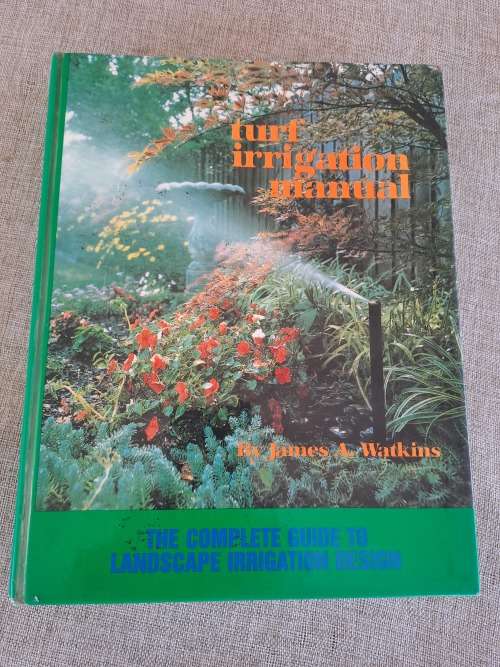 turf
irrigation
manual
By James A. Watkins
THE COMPLETE GUIDE TO
LANDSCAPE IRRIGATION DESIGN